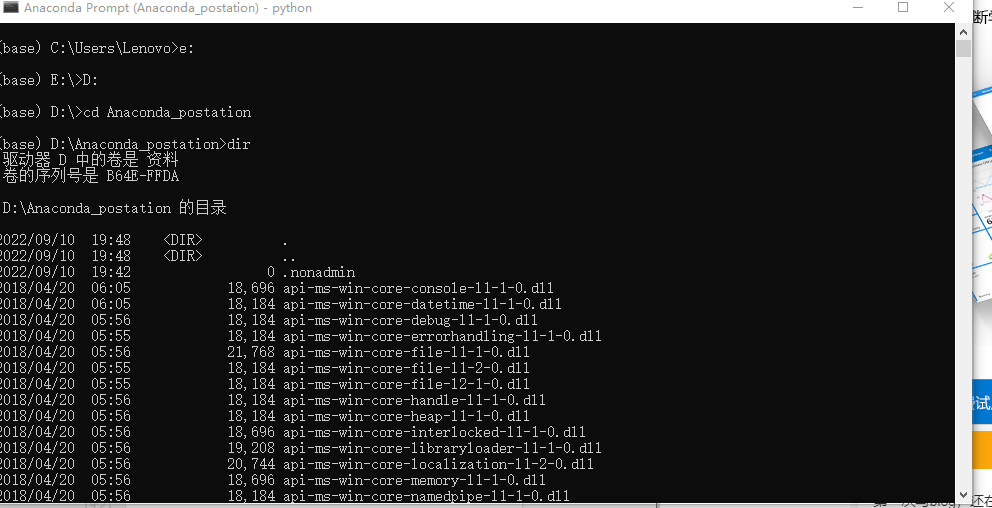 Anaconda Prompt (Anaconda_postation) - python
(base) C:\Users\Lenovo>e:
(base) E:\>D:
(base) D:\>cd Anaconda_postation
(base) D:\Anaconda_postation>dir
驱动器 D 中的卷是 资料
卷的序列号是 B64E-FFDA
D:\Anaconda_postation 的目录
2022/09/10 19:48 <DIR> .
2022/09/10 19:48 <DIR> ..
2022/09/10 19:42 0 .nonadmin
2018/04/20 06:05 18,696 api-ms-win-core-console-l1-1-0.dll
2018/04/20 06:05 18,184 api-ms-win-core-datetime-l1-1-0.dll
2018/04/20 05:56 18,184 api-ms-win-core-debug-l1-1-0.dll
2018/04/20 05:55 18,184 api-ms-win-core-errorhandling-l1-1-0.dll
2018/04/20 05:56 21,768 api-ms-win-core-file-l1-1-0.dll
2018/04/20 05:55 18,184 api-ms-win-core-file-l1-2-0.dll
2018/04/20 05:55 18,184 api-ms-win-core-file-l2-1-0.dll
2018/04/20 05:56 18,184 api-ms-win-core-handle-l1-1-0.dll
2018/04/20 05:56 18,184 api-ms-win-core-heap-l1-1-0.dll
2018/04/20 05:56 18,696 api-ms-win-core-interlocked-l1-1-0.dll
2018/04/20 05:56 19,208 api-ms-win-core-libraryloader-l1-1-0.dll
2018/04/20 05:56 20,744 api-ms-win-core-localization-l1-2-0.dll
2018/04/20 05:56 18,696 api-ms-win-core-memory-l1-1-0.dll
2018/04/20 05:56 18,184 api-ms-win-core-namedpipe-l1-1-0.dll
断学
试